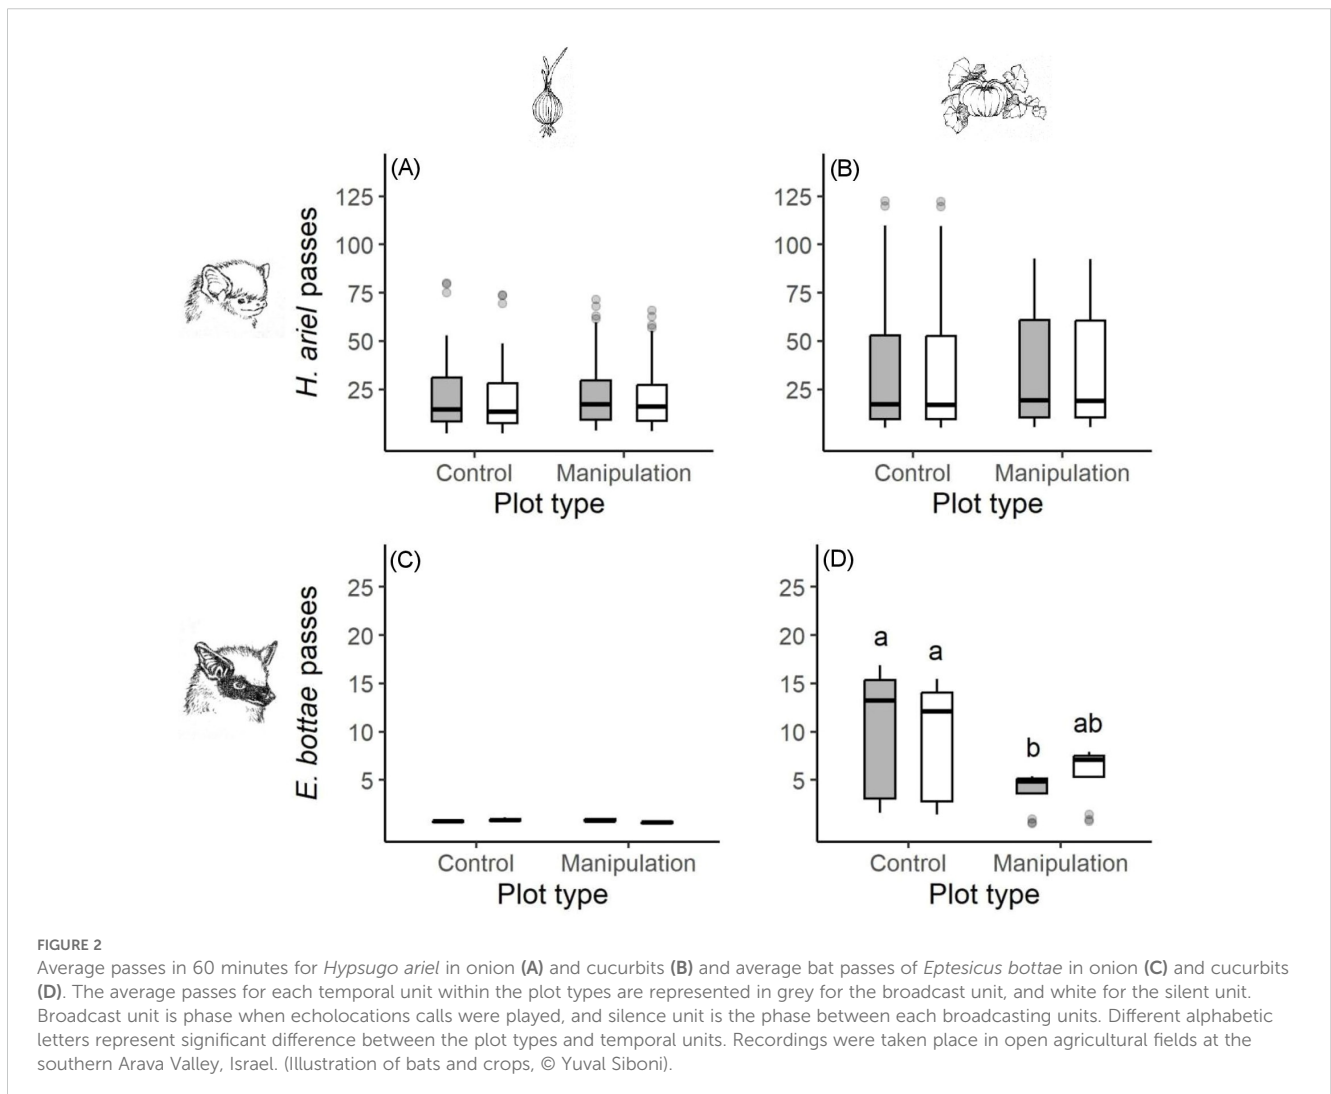 (A)
125
100
75
50
25
H. ariel passes
Control Manipulation
Plot type
(B)
125
100
75
50
25
Control Manipulation
Plot type
(C)
25
20
15
10
5
E. bottae passes
Control Manipulation
Plot type
(D)
25
20
15
10
5
a
a
b
ab
Control Manipulation
Plot type
FIGURE 2
Average passes in 60 minutes for Hypsugo ariel in onion (A) and cucurbits (B) and average bat passes of Eptesicus bottae in onion (C) and cucurbits
(D). The average passes for each temporal unit within the plot types are represented in grey for the broadcast unit, and white for the silent unit.
Broadcast unit is phase when echolocations calls were played, and silence unit is the phase between each broadcasting units. Different alphabetic
letters represent significant difference between the plot types and temporal units. Recordings were taken place in open agricultural fields at the
southern Arava Valley, Israel. (Illustration of bats and crops, © Yuval Siboni).